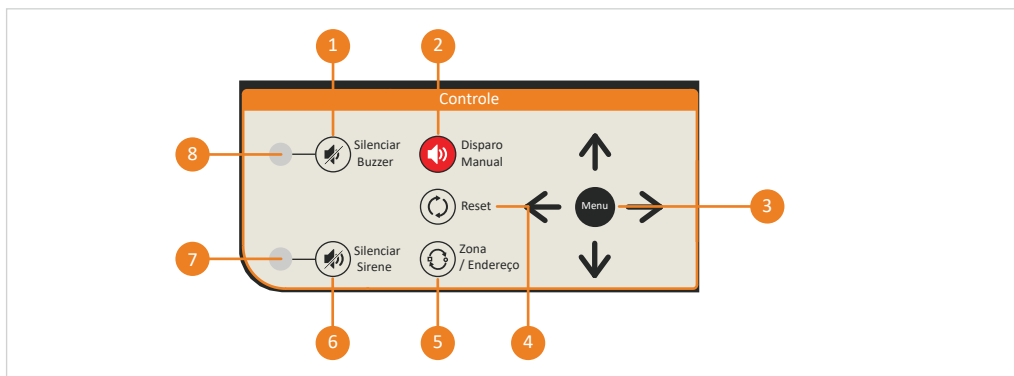 1
2
Controle
8
Silenciar
Buzzer
Disparo
Manual
Reset
Menu
3
7
Silenciar
Sirene
Zona
/ Endereço
6
5
4